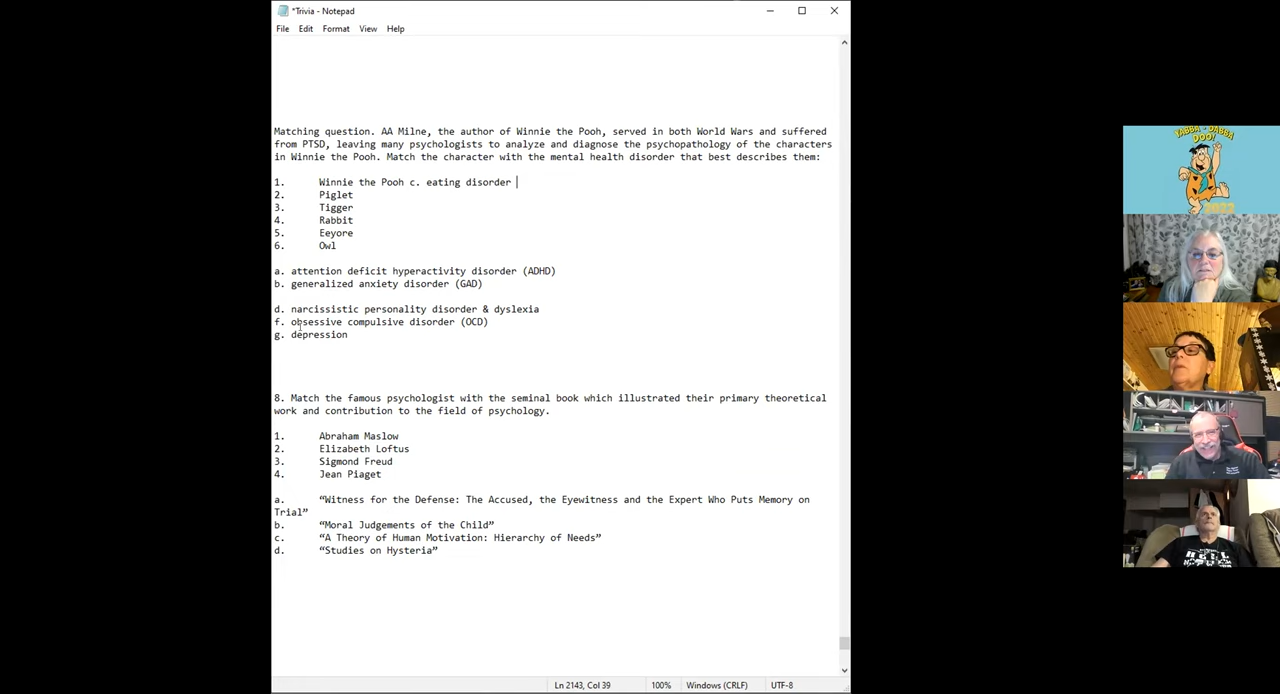 *Trivia - Notepad
File Edit Format View Help
Matching question. AA Milne, the author of Winnie the Pooh, served in both World Wars and suffered
from PTSD, leaving many psychologists to analyze and diagnose the psychopathology of the characters
in Winnie the Pooh. Match the character with the mental health disorder that best describes them:
1. Winnie the Pooh c. eating disorder
2. Piglet
3. Tigger
4. Rabbit
5. Eeyore
6. Owl
a. attention deficit hyperactivity disorder (ADHD)
b. generalized anxiety disorder (GAD)
d. narcissistic personality disorder & dyslexia
f. obsessive compulsive disorder (OCD)
g. depression
8. Match the famous psychologist with the seminal book which illustrated their primary theoretical
work and contribution to the field of psychology.
1. Abraham Maslow
2. Elizabeth Loftus
3. Sigmond Freud
4. Jean Piaget
a. “Witness for the Defense: The Accused, the Eyewitness and the Expert Who Puts Memory on
Trial”
b. “Moral Judgements of the Child”
c. “A Theory of Human Motivation: Hierarchy of Needs”
d. “Studies on Hysteria”
Ln 2143, Col 39 100% Windows (CRLF) UTF-8
YABBA-DABBA
DOO!
2022